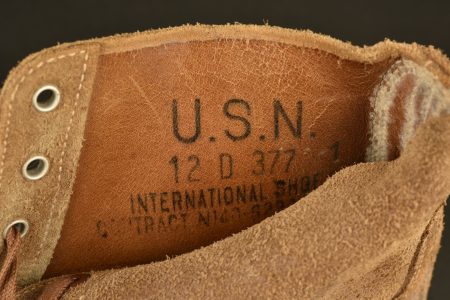 U.S.N.
12 D 377
INTERNATIONAL SHOE
CONTRACT